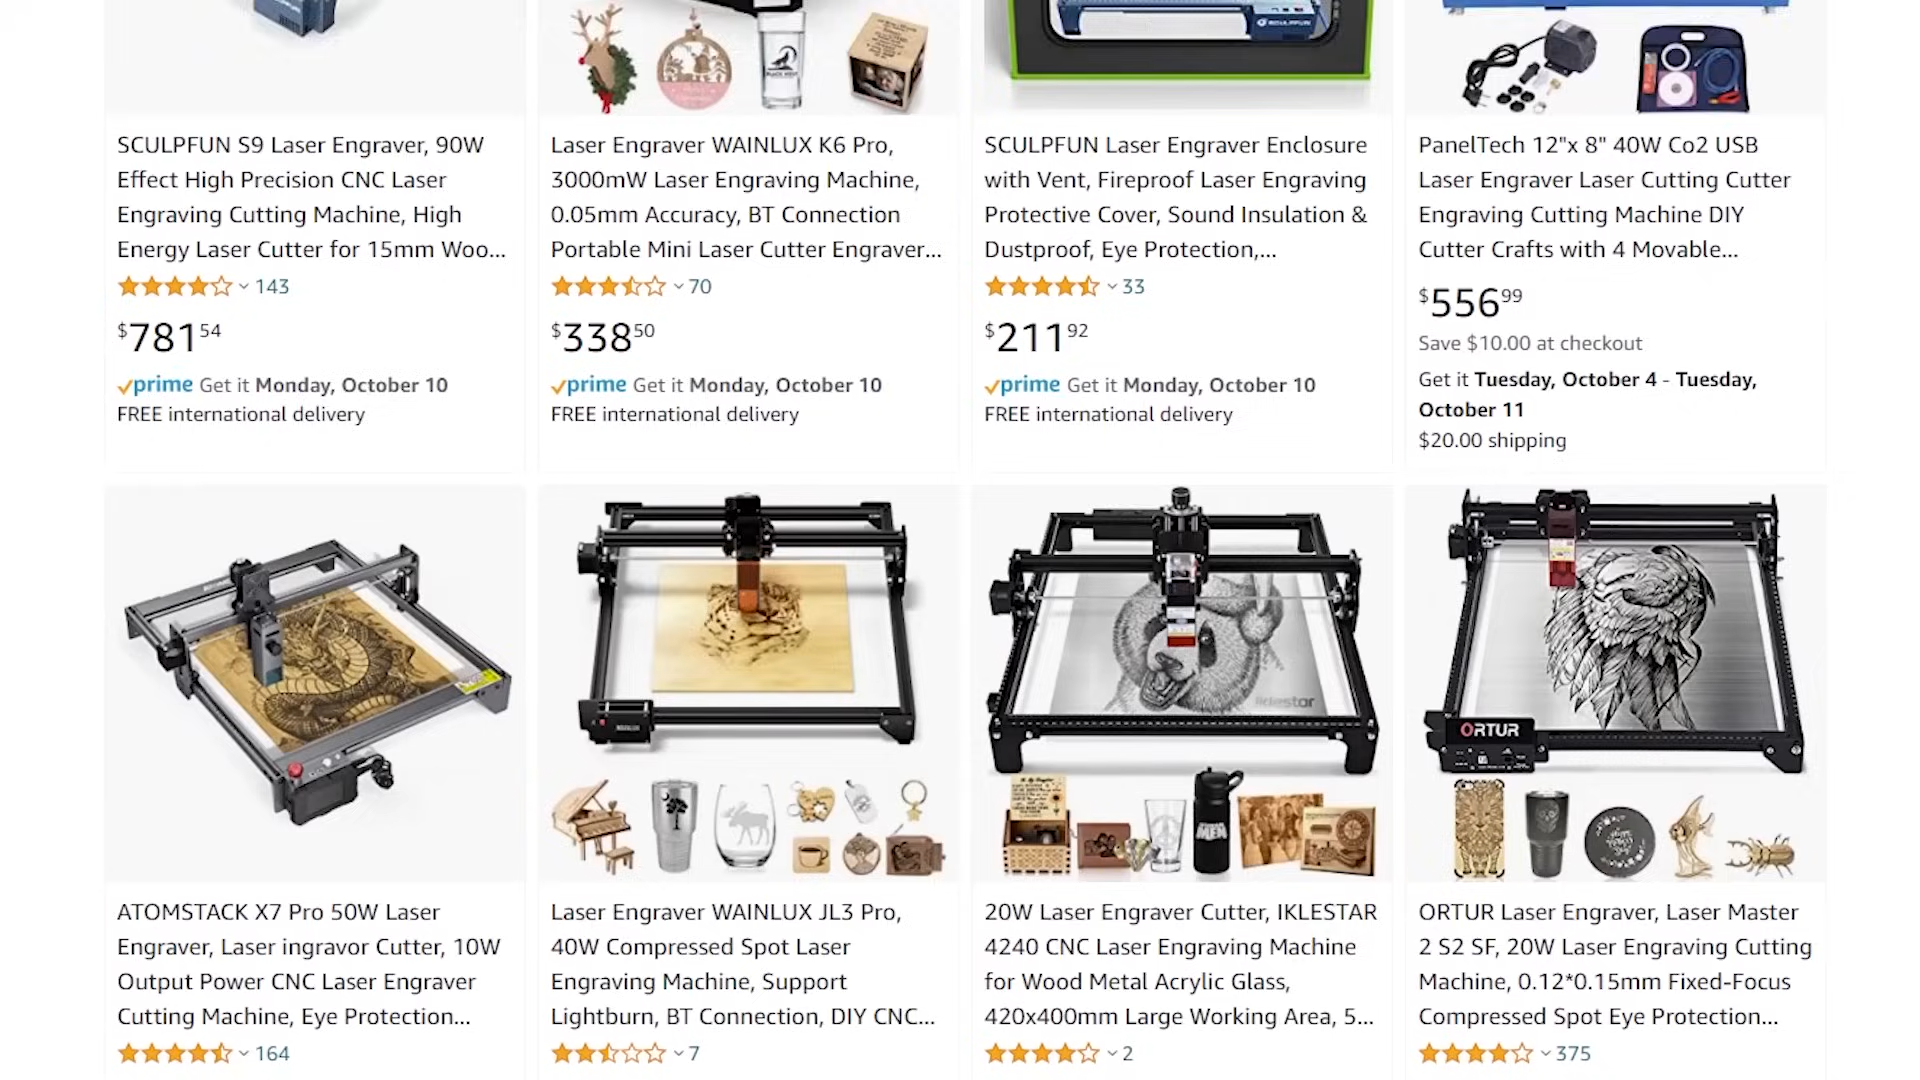 SCULPFUN
SCULPFUN S9 Laser Engraver, 90W
Effect High Precision CNC Laser
Engraving Cutting Machine, High
Energy Laser Cutter for 15mm Woo...
143
$781 54
prime Get it Monday, October 10
FREE international delivery
Laser Engraver WAINLUX K6 Pro,
3000mW Laser Engraving Machine,
0.05mm Accuracy, BT Connection
Portable Mini Laser Cutter Engraver...
70
$338 50
prime Get it Monday, October 10
FREE international delivery
SCULPFUN Laser Engraver Enclosure
with Vent, Fireproof Laser Engraving
Protective Cover, Sound Insulation &
Dustproof, Eye Protection,...
33
$211 92
prime Get it Monday, October 10
FREE international delivery
PanelTech 12"x 8" 40W Co2 USB
Laser Engraver Laser Cutting Cutter
Engraving Cutting Machine DIY
Cutter Crafts with 4 Movable...
$556 99
Save $10.00 at checkout
Get it Tuesday, October 4 - Tuesday,
October 11
$20.00 shipping
iklestar
ORTUR
MEN
ATOMSTACK X7 Pro 50W Laser
Engraver, Laser ingravor Cutter, 10W
Output Power CNC Laser Engraver
Cutting Machine, Eye Protection...
164
Laser Engraver WAINLUX JL3 Pro,
40W Compressed Spot Laser
Engraving Machine, Support
Lightburn, BT Connection, DIY CNC...
7
20W Laser Engraver Cutter, IKLESTAR
4240 CNC Laser Engraving Machine
for Wood Metal Acrylic Glass,
420x400mm Large Working Area, 5...
2
ORTUR Laser Engraver, Laser Master
2 S2 SF, 20W Laser Engraving Cutting
Machine, 0.12*0.15mm Fixed-Focus
Compressed Spot Eye Protection...
375